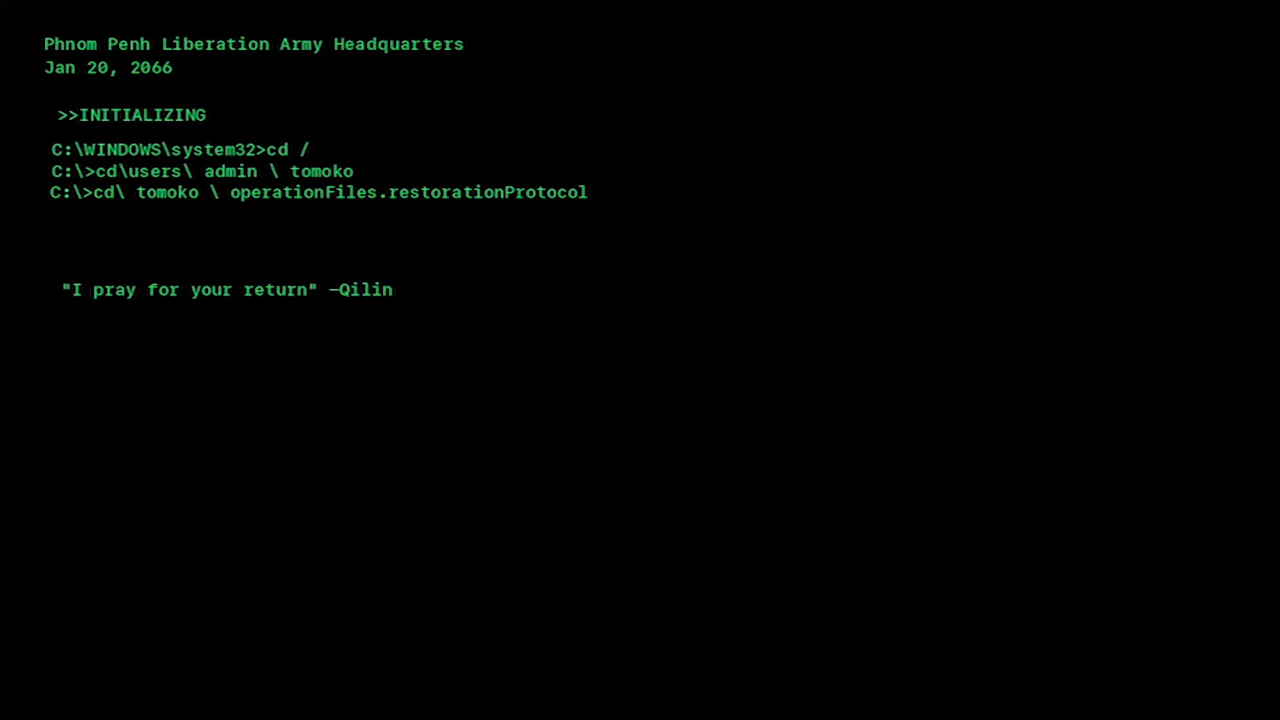 Phnom Penh Liberation Army Headquarters
Jan 20, 2066
>>INITIALIZING
C:\WINDOWS\system32>cd /
C:\>cd\users\ admin \ tomoko
C:\>cd\ tomoko \ operationFiles.restorationProtocol
"I pray for your return" —Qilin